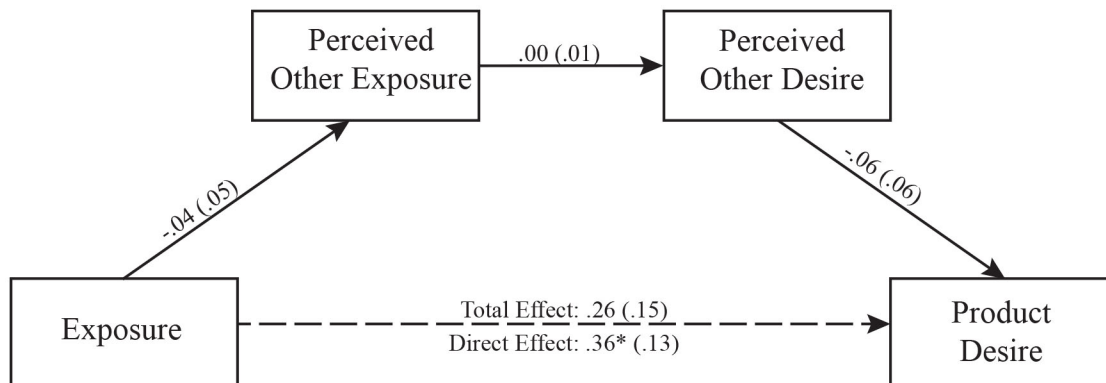 Perceived
Other Exposure
.00 (.01)
Perceived
Other Desire
-.04 (.05)
-.06 (.06)
Exposure
Total Effect: .26 (.15)
Direct Effect: .36* (.13)
Product
Desire